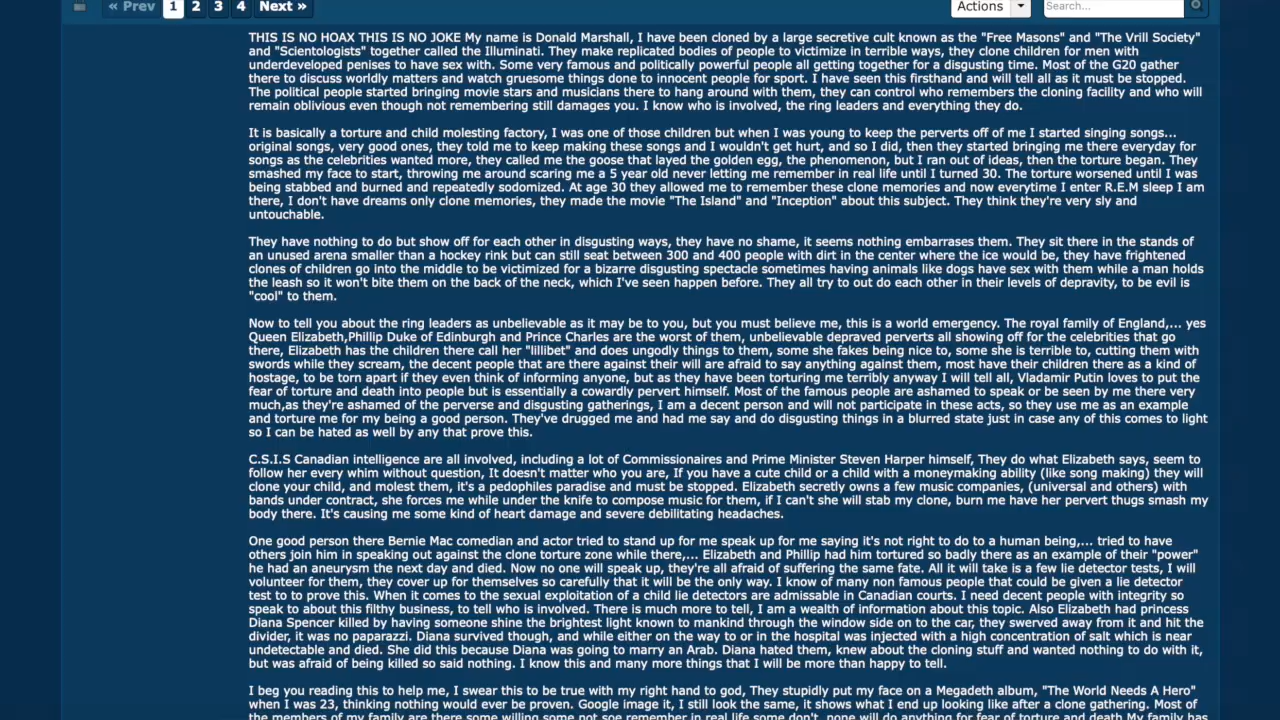 « Prev 1 2 3 4 Next »
Actions
Search...
THIS IS NO HOAX THIS IS NO JOKE My name is Donald Marshall, I have been cloned by a large secretive cult known as the "Free Masons" and "The Vrill Society"
and "Scientologists" together called the Illuminati. They make replicated bodies of people to victimize in terrible ways, they clone children for men with
underdeveloped penises to have sex with. Some very famous and politically powerful people all getting together for a disgusting time. Most of the G20 gather
there to discuss worldly matters and watch gruesome things done to innocent people for sport. I have seen this firsthand and will tell all as it must be stopped.
The political people started bringing movie stars and musicians there to hang around with them, they can control who remembers the cloning facility and who will
remain oblivious even though not remembering still damages you. I know who is involved, the ring leaders and everything they do.
It is basically a torture and child molesting factory, I was one of those children but when I was young to keep the perverts off of me I started singing songs...
original songs, very good ones, they told me to keep making these songs and I wouldn't get hurt, and so I did, then they started bringing me there everyday for
songs as the celebrities wanted more, they called me the goose that layed the golden egg, the phenomenon, but I ran out of ideas, then the torture began. They
smashed my face to start, throwing me around scaring me a 5 year old never letting me remember in real life until I turned 30. The torture worsened until I was
being stabbed and burned and repeatedly sodomized. At age 30 they allowed me to remember these clone memories and now everytime I enter R.E.M sleep I am
there, I don't have dreams only clone memories, they made the movie "The Island" and "Inception" about this subject. They think they're very sly and
untouchable.
They have nothing to do but show off for each other in disgusting ways, they have no shame, it seems nothing embarrases them. They sit there in the stands of
an unused arena smaller than a hockey rink but can still seat between 300 and 400 people with dirt in the center where the ice would be, they have frightened
clones of children go into the middle to be victimized for a bizarre disgusting spectacle sometimes having animals like dogs have sex with them while a man holds
the leash so it won't bite them on the back of the neck, which I've seen happen before. They all try to out do each other in their levels of depravity, to be evil is
"cool" to them.
Now to tell you about the ring leaders as unbelievable as it may be to you, but you must believe me, this is a world emergency. The royal family of England,... yes
Queen Elizabeth,Phillip Duke of Edinburgh and Prince Charles are the worst of them, unbelievable depraved perverts all showing off for the celebrities that go
there, Elizabeth has the children there call her "lillibet" and does ungodly things to them, some she fakes being nice to, some she is terrible to, cutting them with
swords while they scream, the decent people that are there against their will are afraid to say anything against them, most have their children there as a kind of
hostage, to be torn apart if they even think of informing anyone, but as they have been torturing me terribly anyway I will tell all, Vladamir Putin loves to put the
fear of torture and death into people but is essentially a cowardly pervert himself. Most of the famous people are ashamed to speak or be seen by me there very
much,as they're ashamed of the perverse and disgusting gatherings, I am a decent person and will not participate in these acts, so they use me as an example
and torture me for my being a good person. They've drugged me and had me say and do disgusting things in a blurred state just in case any of this comes to light
so I can be hated as well by any that prove this.
C.S.I.S Canadian intelligence are all involved, including a lot of Commissionaires and Prime Minister Steven Harper himself, They do what Elizabeth says, seem to
follow her every whim without question, It doesn't matter who you are, If you have a cute child or a child with a moneymaking ability (like song making) they will
clone your child, and molest them, it's a pedophiles paradise and must be stopped. Elizabeth secretly owns a few music companies, (universal and others) with
bands under contract, she forces me while under the knife to compose music for them, if I can't she will stab my clone, burn me have her pervert thugs smash my
body there. It's causing me some kind of heart damage and severe debilitating headaches.
One good person there Bernie Mac comedian and actor tried to stand up for me speak up for me saying it's not right to do to a human being,... tried to have
others join him in speaking out against the clone torture zone while there,... Elizabeth and Phillip had him tortured so badly there as an example of their "power"
he had an aneurysm the next day and died. Now no one will speak up, they're all afraid of suffering the same fate. All it will take is a few lie detector tests, I will
volunteer for them, they cover up for themselves so carefully that it will be the only way. I know of many non famous people that could be given a lie detector
test to to prove this. When it comes to the sexual exploitation of a child lie detectors are admissable in Canadian courts. I need decent people with integrity so
speak to about this filthy business, to tell who is involved. There is much more to tell, I am a wealth of information about this topic. Also Elizabeth had princess
Diana Spencer killed by having someone shine the brightest light known to mankind through the window side on to the car, they swerved away from it and hit the
divider, it was no paparazzi. Diana survived though, and while either on the way to or in the hospital was injected with a high concentration of salt which is near
undetectable and died. She did this because Diana was going to marry an Arab. Diana hated them, knew about the cloning stuff and wanted nothing to do with it,
but was afraid of being killed so said nothing. I know this and many more things that I will be more than happy to tell.
I beg you reading this to help me, I swear this to be true with my right hand to god, They stupidly put my face on a Megadeth album, "The World Needs A Hero"
when I was 23, thinking nothing would ever be proven. Google image it, I still look the same, it shows what I end up looking like after a clone gathering. Most of
the members of my family are there some willing some not soe remember in real life some don't, none will do anything for fear of torture and death My family has